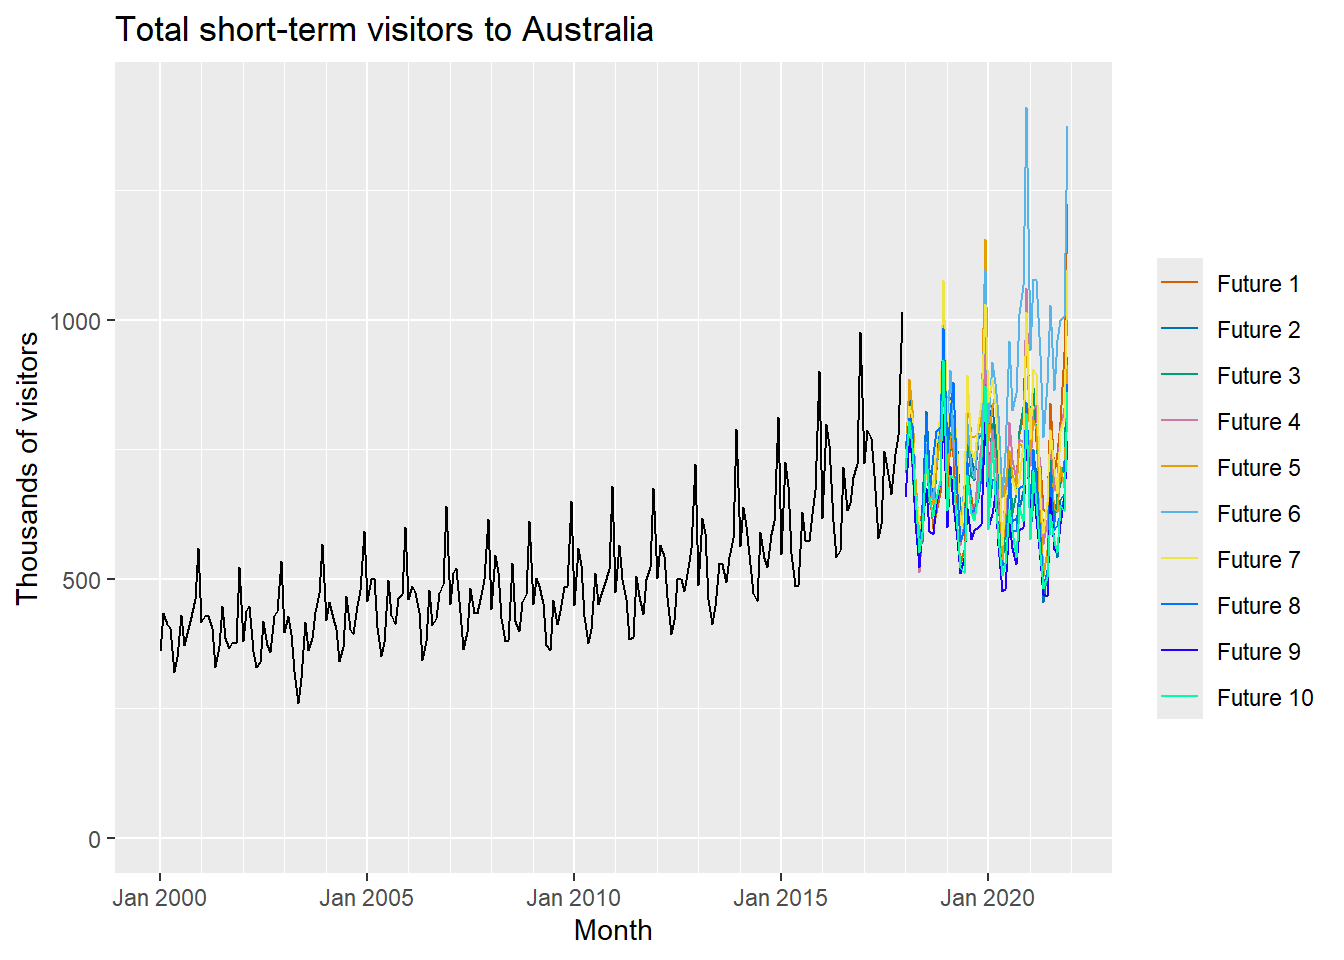 Total short-term visitors to Australia
Thousands of visitors
1000
500
0
Jan 2000
Jan 2005
Jan 2010
Jan 2015
Jan 2020
Month
Future 1
Future 2
Future 3
Future 4
Future 5
Future 6
Future 7
Future 8
Future 9
Future 10